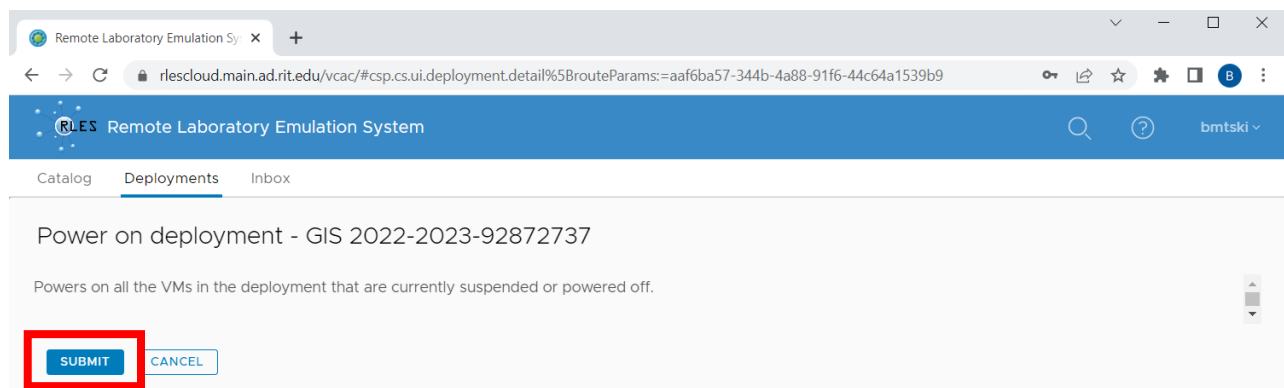 Remote Laboratory Emulation Sy
rlescloud.main.ad.rit.edu/vcac/#csp.cs.ui.deployment.detail%5BrouteParams:=aaf6ba57-344b-4a88-91f6-44c64a1539b9
B
RLES Remote Laboratory Emulation System
bmtski
Catalog Deployments Inbox
Power on deployment - GIS 2022-2023-92872737
Powers on all the VMs in the deployment that are currently suspended or powered off.
SUBMIT CANCEL